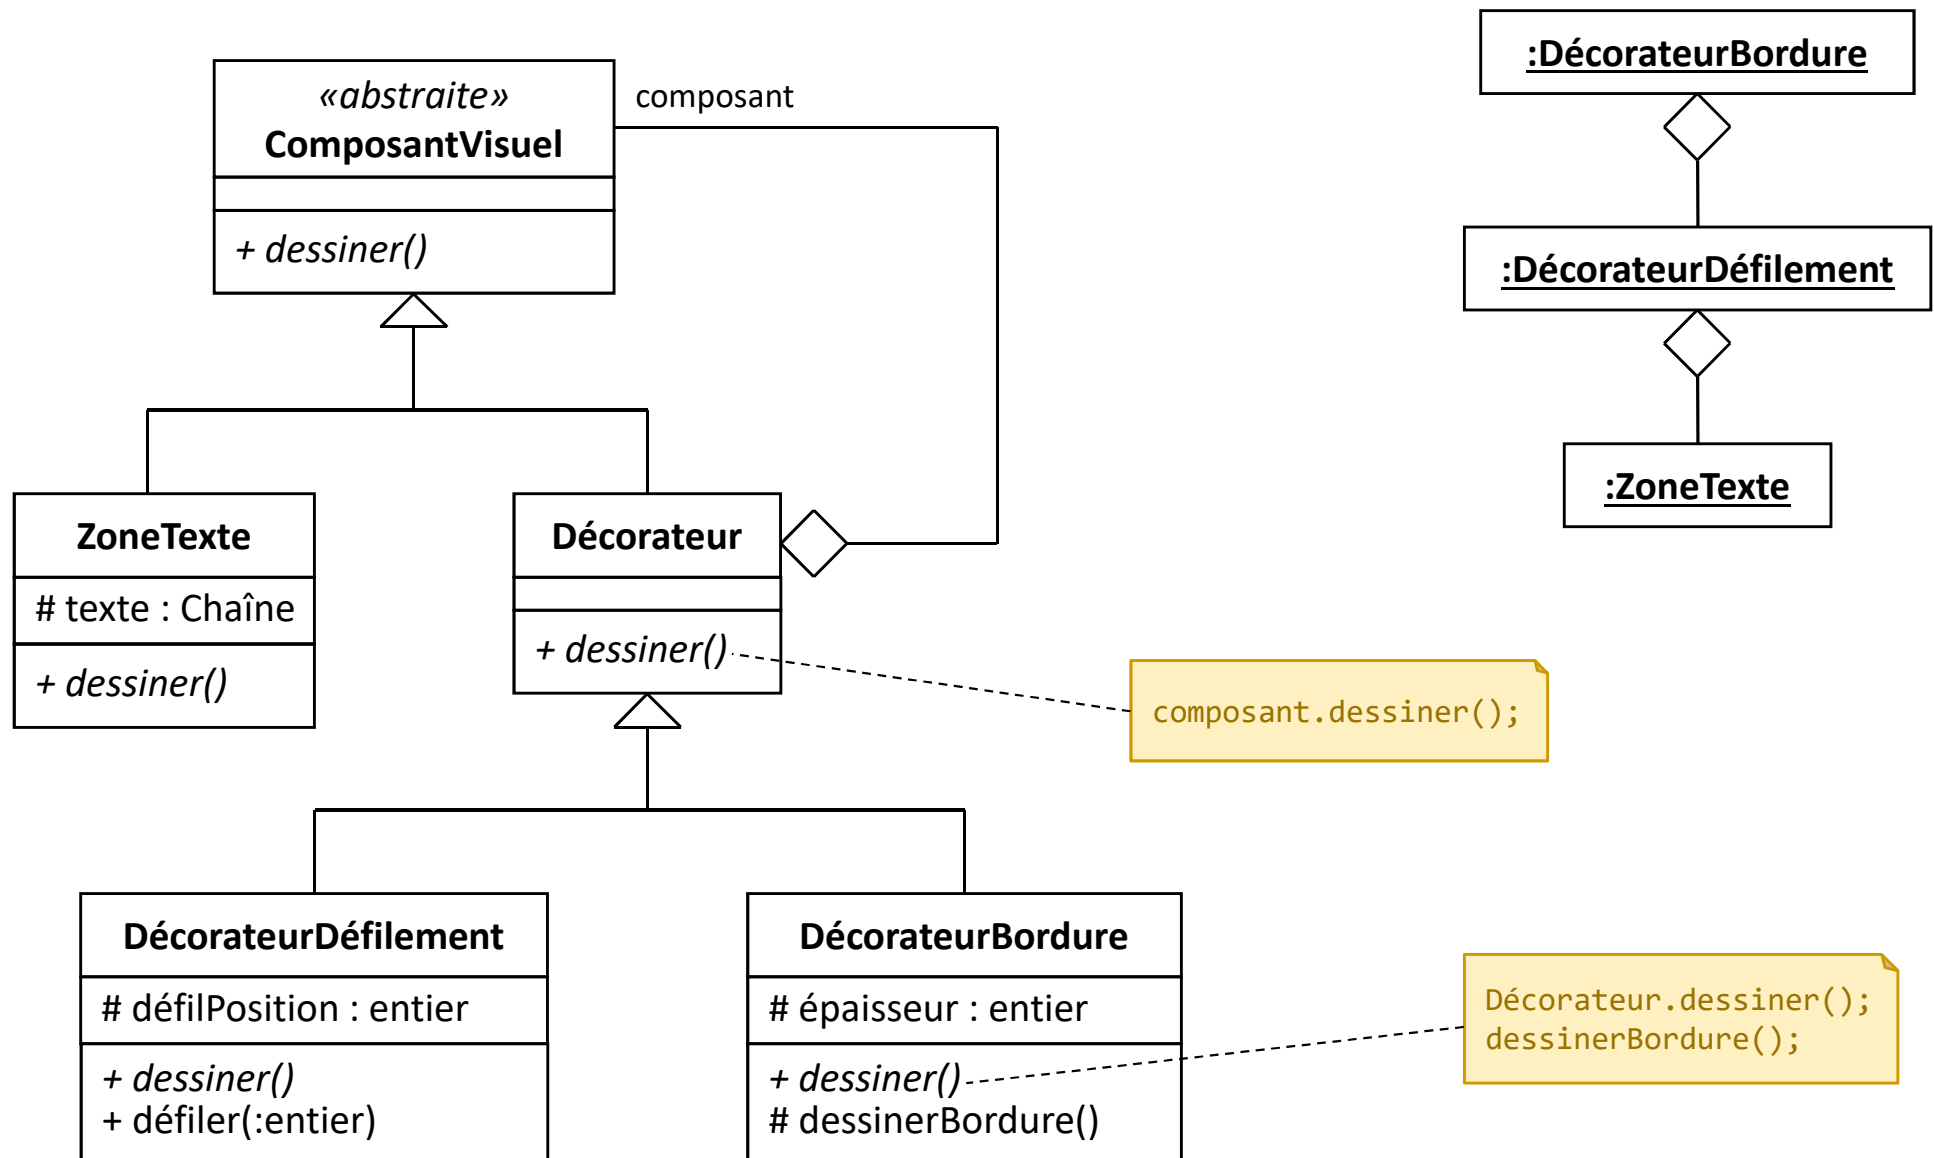 «abstraite»
ComposantVisuel
+ dessiner()
composant
ZoneTexte
# texte : Chaîne
+ dessiner()
Décorateur
+ dessiner()
composant.dessiner();
DécorateurDéfilement
# défilPosition : entier
+ dessiner()
+ défiler(:entier)
DécorateurBordure
# épaisseur : entier
+ dessiner()
# dessinerBordure()
Décorateur.dessiner();
dessinerBordure();
:DécorateurBordure
:DécorateurDéfilement
:ZoneTexte